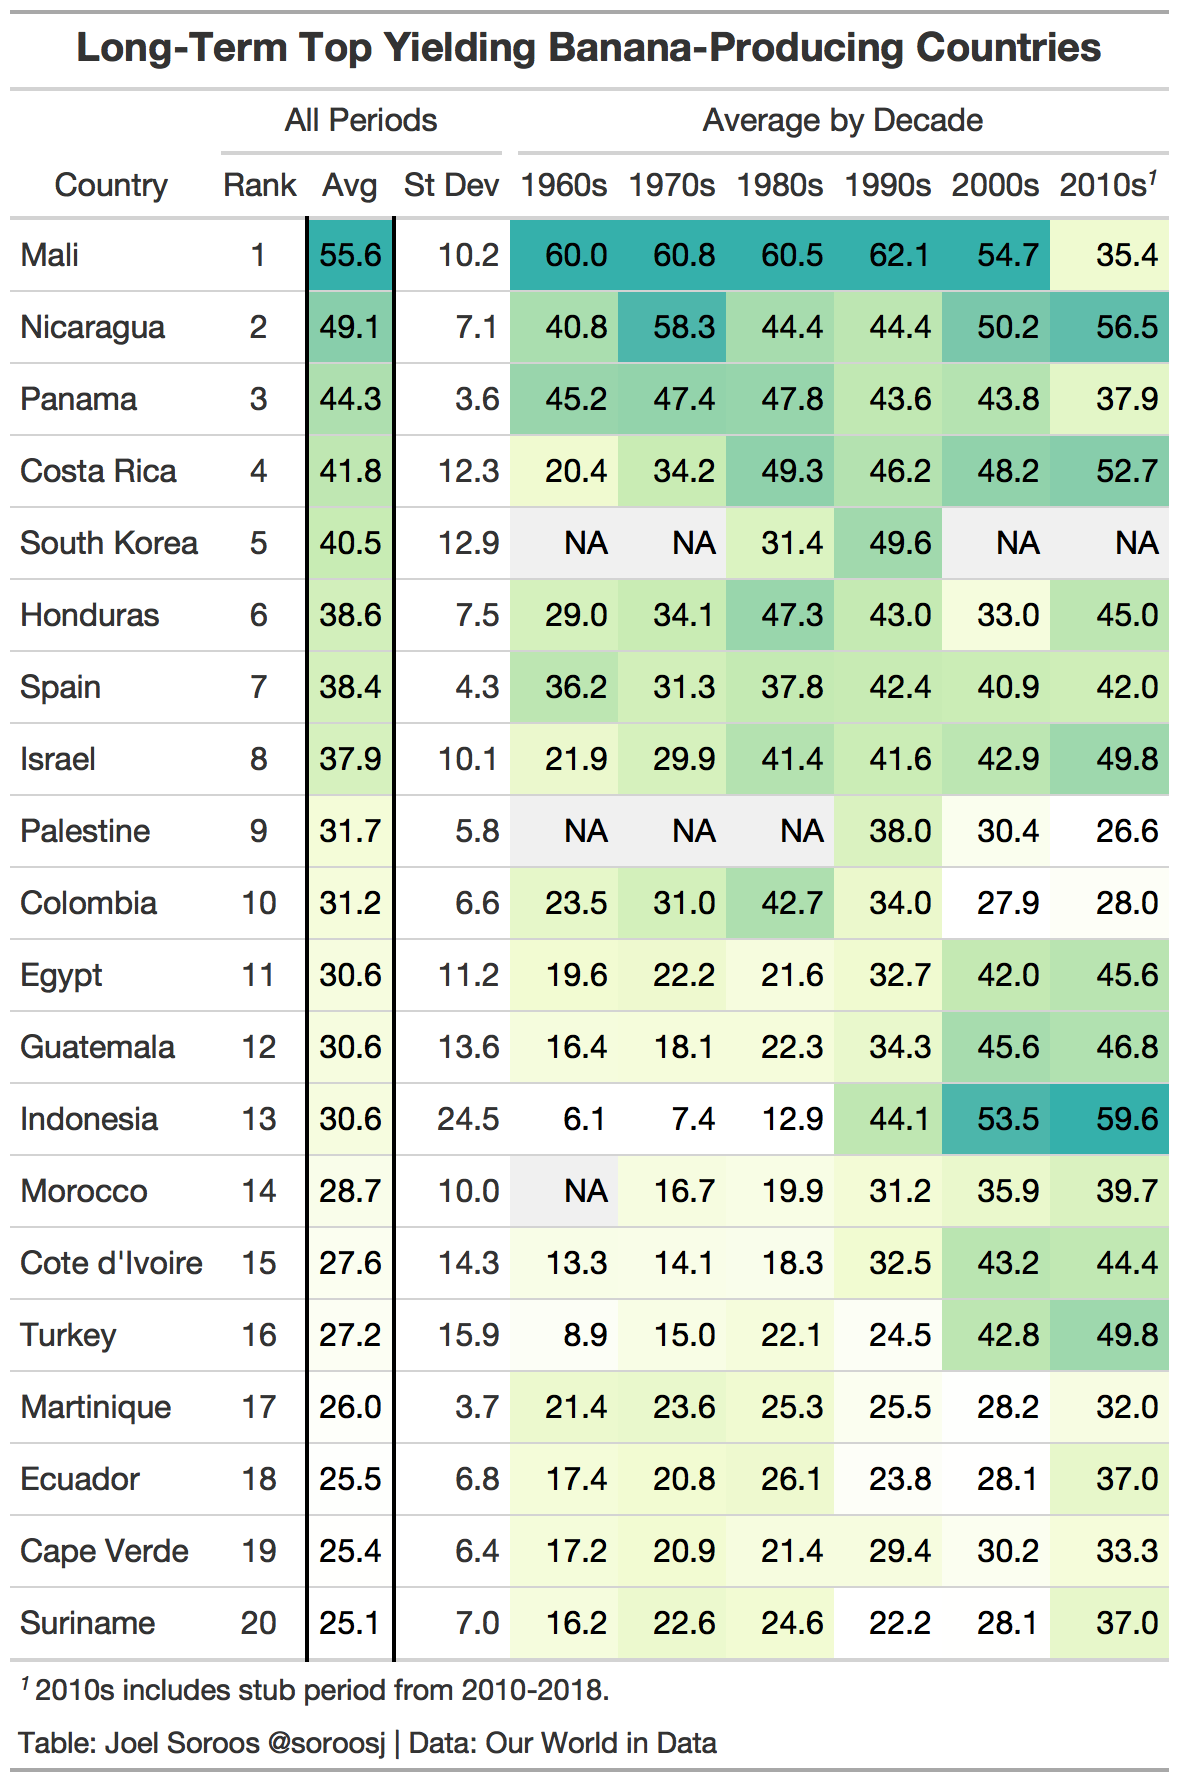 Long-Term Top Yielding Banana-Producing Countries
All Periods Average by Decade
Country Rank Avg St Dev 1960s 1970s 1980s 1990s 2000s 2010s¹
Mali 1 55.6 10.2 60.0 60.8 60.5 62.1 54.7 35.4
Nicaragua 2 49.1 7.1 40.8 58.3 44.4 44.4 50.2 56.5
Panama 3 44.3 3.6 45.2 47.4 47.8 43.6 43.8 37.9
Costa Rica 4 41.8 12.3 20.4 34.2 49.3 46.2 48.2 52.7
South Korea 5 40.5 12.9 NA NA 31.4 49.6 NA NA
Honduras 6 38.6 7.5 29.0 34.1 47.3 43.0 33.0 45.0
Spain 7 38.4 4.3 36.2 31.3 37.8 42.4 40.9 42.0
Israel 8 37.9 10.1 21.9 29.9 41.4 41.6 42.9 49.8
Palestine 9 31.7 5.8 NA NA NA 38.0 30.4 26.6
Colombia 10 31.2 6.6 23.5 31.0 42.7 34.0 27.9 28.0
Egypt 11 30.6 11.2 19.6 22.2 21.6 32.7 42.0 45.6
Guatemala 12 30.6 13.6 16.4 18.1 22.3 34.3 45.6 46.8
Indonesia 13 30.6 24.5 6.1 7.4 12.9 44.1 53.5 59.6
Morocco 14 28.7 10.0 NA 16.7 19.9 31.2 35.9 39.7
Cote d'Ivoire 15 27.6 14.3 13.3 14.1 18.3 32.5 43.2 44.4
Turkey 16 27.2 15.9 8.9 15.0 22.1 24.5 42.8 49.8
Martinique 17 26.0 3.7 21.4 23.6 25.3 25.5 28.2 32.0
Ecuador 18 25.5 6.8 17.4 20.8 26.1 23.8 28.1 37.0
Cape Verde 19 25.4 6.4 17.2 20.9 21.4 29.4 30.2 33.3
Suriname 20 25.1 7.0 16.2 22.6 24.6 22.2 28.1 37.0
¹ 2010s includes stub period from 2010-2018.
Table: Joel Soroos @soroosj | Data: Our World in Data